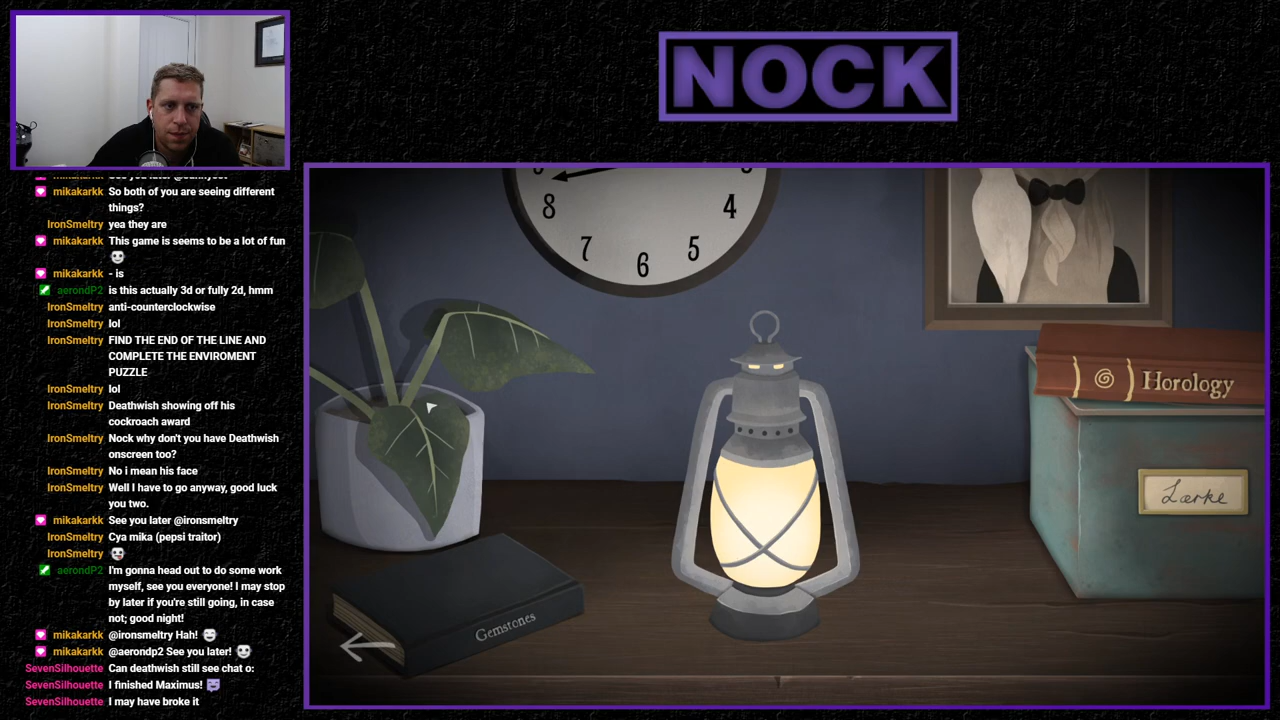 NOCK
mikakarkk So both of you are seeing different
things?
IronSmeltry yea they are
mikakarkk This game is seems to be a lot of fun
mikakarkk - is
aerondP2 is this actually 3d or fully 2d, hmm
IronSmeltry anti-counterclockwise
IronSmeltry lol
IronSmeltry FIND THE END OF THE LINE AND
COMPLETE THE ENVIROMENT
PUZZLE
IronSmeltry lol
IronSmeltry Deathwish showing off his
cockroach award
IronSmeltry Nock why don't you have Deathwish
onscreen too?
IronSmeltry No i mean his face
IronSmeltry Well I have to go anyway, good luck
you two.
mikakarkk See you later @ironsmeltry
IronSmeltry Cya mika (pepsi traitor)
IronSmeltry
aerondP2 I'm gonna head out to do some work
myself, see you everyone! I may stop
by later if you're still going, in case
not; good night!
mikakarkk @ironsmeltry Hah!
mikakarkk @aerondp2 See you later!
SevenSilhouette Can deathwish still see chat o:
SevenSilhouette I finished Maximus!
SevenSilhouette I may have broke it
8 4
7 5
6
Horology
Lærke
Gemstones